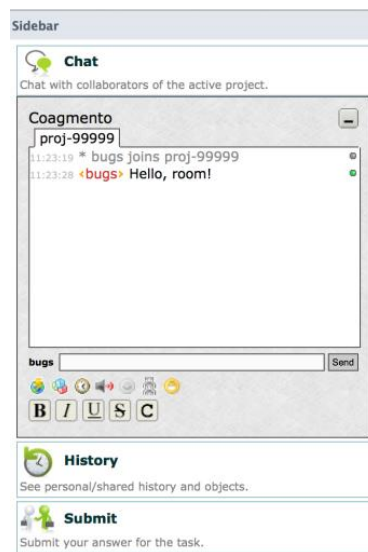 Sidebar
Chat
Chat with collaborators of the active project.
Coagmento
proj-99999
11:23:19 * bugs joins proj-99999
11:23:28 <bugs> Hello, room!
bugs Send
B I U S C
History
See personal/shared history and objects.
Submit
Submit your answer for the task.